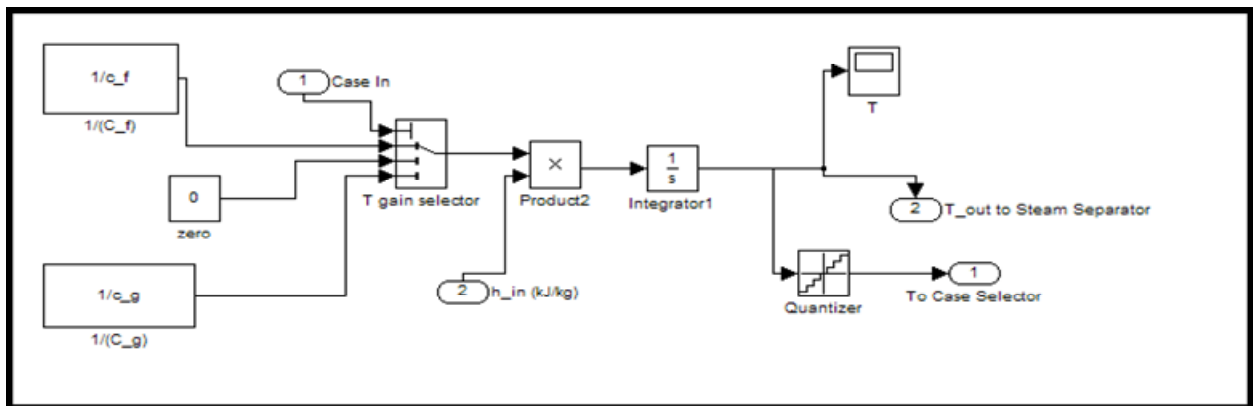 1/c_f
1/(C_f)
1
Case In
T gain selector
0
zero
1/c_g
1/(C_g)
×
Product2
2
h_in (kJ/kg)
1
s
Integrator1
T
2
T_out to Steam Separator
Quantizer
1
To Case Selector